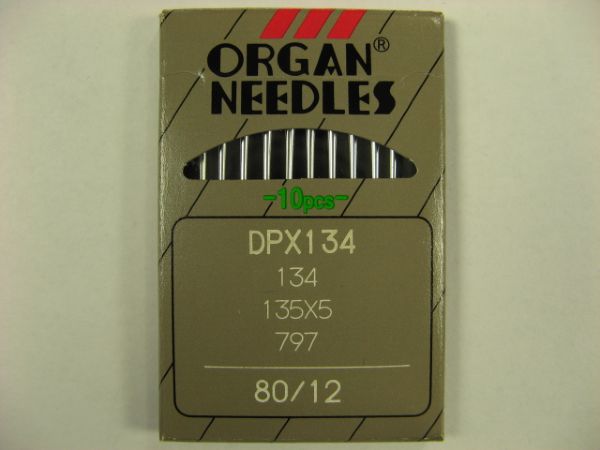 ORGAN®
NEEDLES
-10pcs-
DPX134
134
135X5
797
80/12